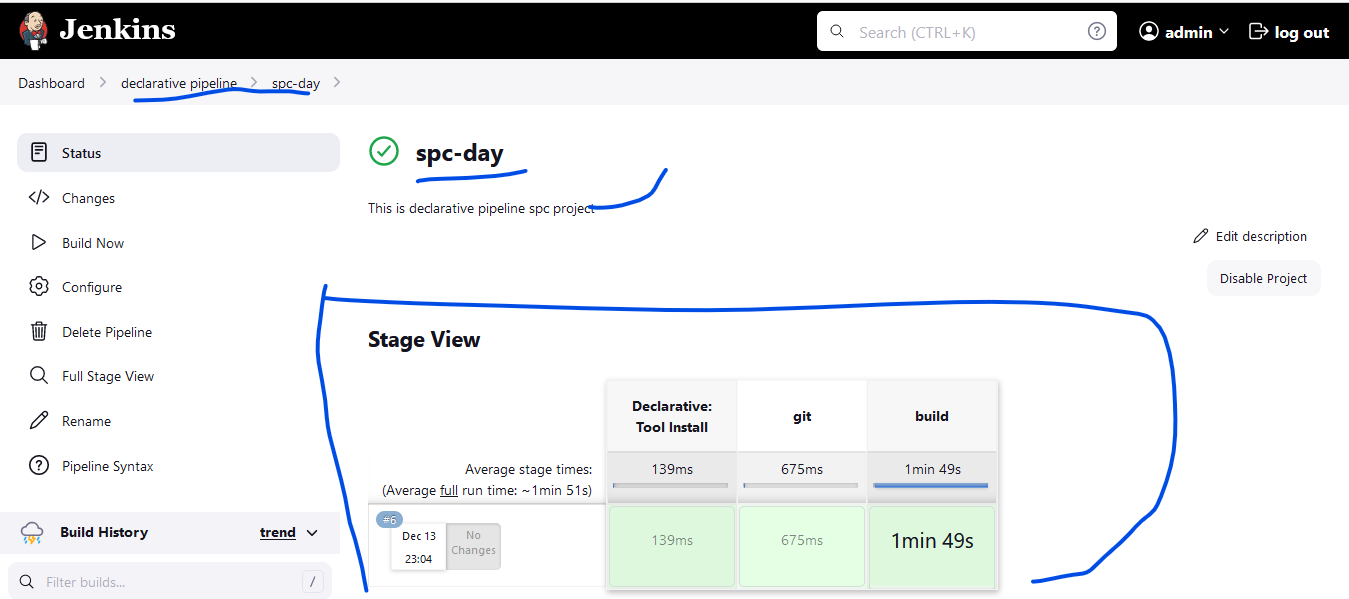 Jenkins
Search (CTRL+K)
?
admin
log out
Dashboard > declarative pipeline > spc-day >
Status
Changes
Build Now
Configure
Delete Pipeline
Full Stage View
Rename
Pipeline Syntax
Build History
trend
Filter builds...
/
spc-day
This is declarative pipeline spc project
Edit description
Disable Project
Stage View
Declarative: Tool Install
git
build
Average stage times:
139ms
675ms
1min 49s
(Average full run time: ~1min 51s)
#6
Dec 13
23:04
No Changes
139ms
675ms
1min 49s